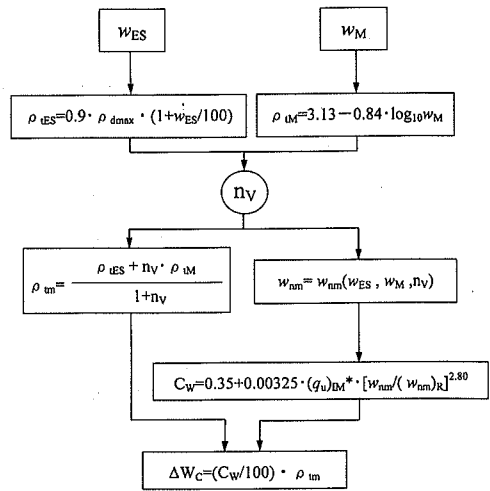 w_ES
w_M
ρ_tES=0.9・ρ_dmax・(1+w_ES/100)
ρ_tM=3.13－0.84・log₁₀w_M
n_V
ρ_tm= (ρ_tES + n_V・ρ_tM) / (1+n_V)
w_nm= w_nm(w_ES , w_M ,n_V)
C_W=0.35+0.00325・(q_u)_IM*・[w_nm/( w_nm)_R]^2.80
ΔW_C=(C_W/100)・ρ_tm